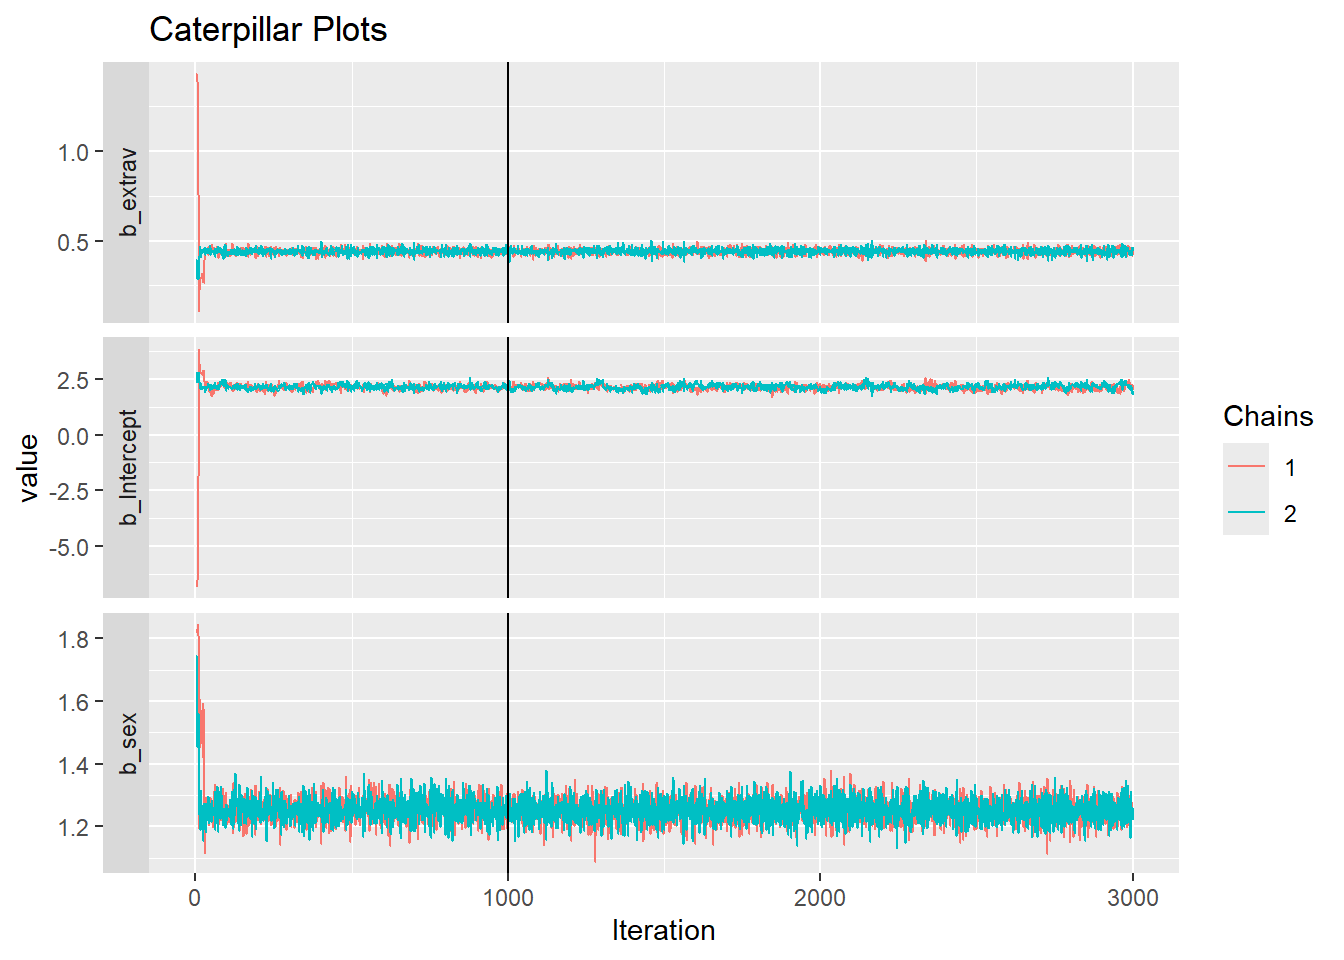 Caterpillar Plots
b_extrav
1.0
0.5
b_Intercept
2.5
0.0
-2.5
-5.0
b_sex
1.8
1.6
1.4
1.2
value
0 1000 2000 3000
Iteration
Chains
1
2